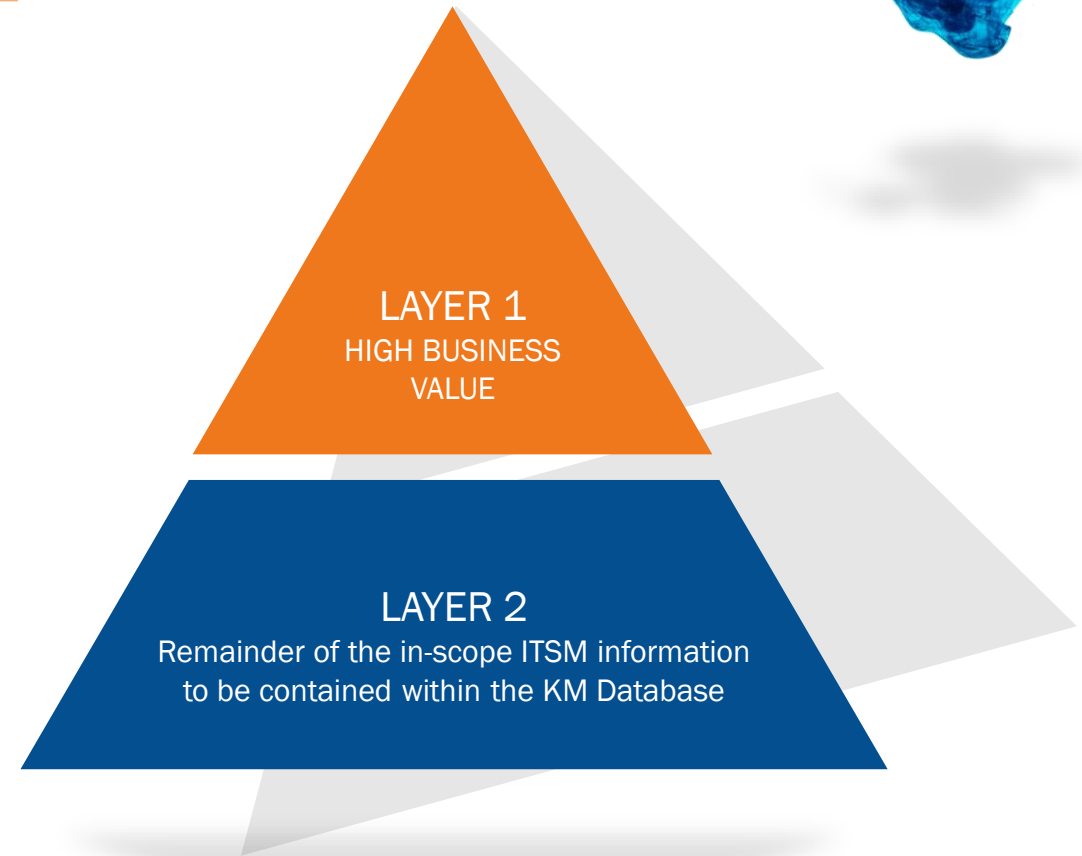 LAYER 1
HIGH BUSINESS
VALUE
LAYER 2
Remainder of the in-scope ITSM information
to be contained within the KM Database